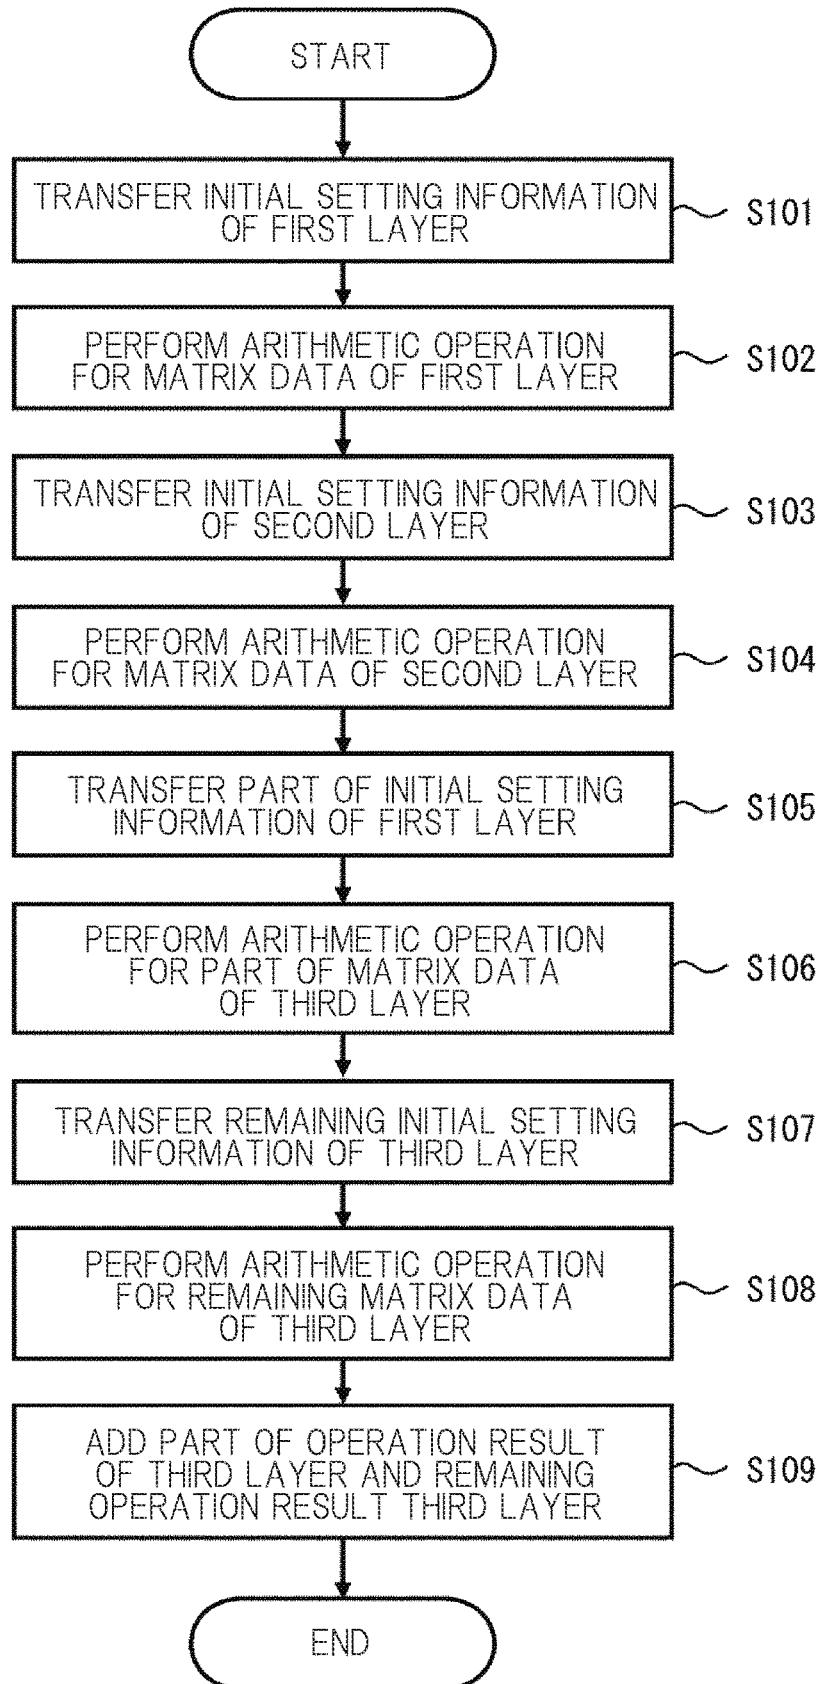 START
TRANSFER INITIAL SETTING INFORMATION
OF FIRST LAYER
S101
PERFORM ARITHMETIC OPERATION
FOR MATRIX DATA OF FIRST LAYER
S102
TRANSFER INITIAL SETTING INFORMATION
OF SECOND LAYER
S103
PERFORM ARITHMETIC OPERATION
FOR MATRIX DATA OF SECOND LAYER
S104
TRANSFER PART OF INITIAL SETTING
INFORMATION OF FIRST LAYER
S105
PERFORM ARITHMETIC OPERATION
FOR PART OF MATRIX DATA
OF THIRD LAYER
S106
TRANSFER REMAINING INITIAL SETTING
INFORMATION OF THIRD LAYER
S107
PERFORM ARITHMETIC OPERATION
FOR REMAINING MATRIX DATA
OF THIRD LAYER
S108
ADD PART OF OPERATION RESULT
OF THIRD LAYER AND REMAINING
OPERATION RESULT THIRD LAYER
S109
END